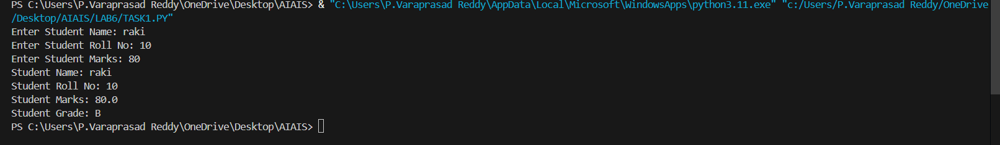 PS C:\Users\P.Varaprasad Reddy\OneDrive\Desktop\AIAIS> & "C:\Users\P.Varaprasad Reddy\AppData\Local\Microsoft\WindowsApps\python3.11.exe" "c:/Users/P.Varaprasad Reddy/OneDrive
/Desktop/AIAIS/LAB6/TASK1.PY"
Enter Student Name: raki
Enter Student Roll No: 10
Enter Student Marks: 80
Student Name: raki
Student Roll No: 10
Student Marks: 80.0
Student Grade: B
PS C:\Users\P.Varaprasad Reddy\OneDrive\Desktop\AIAIS>